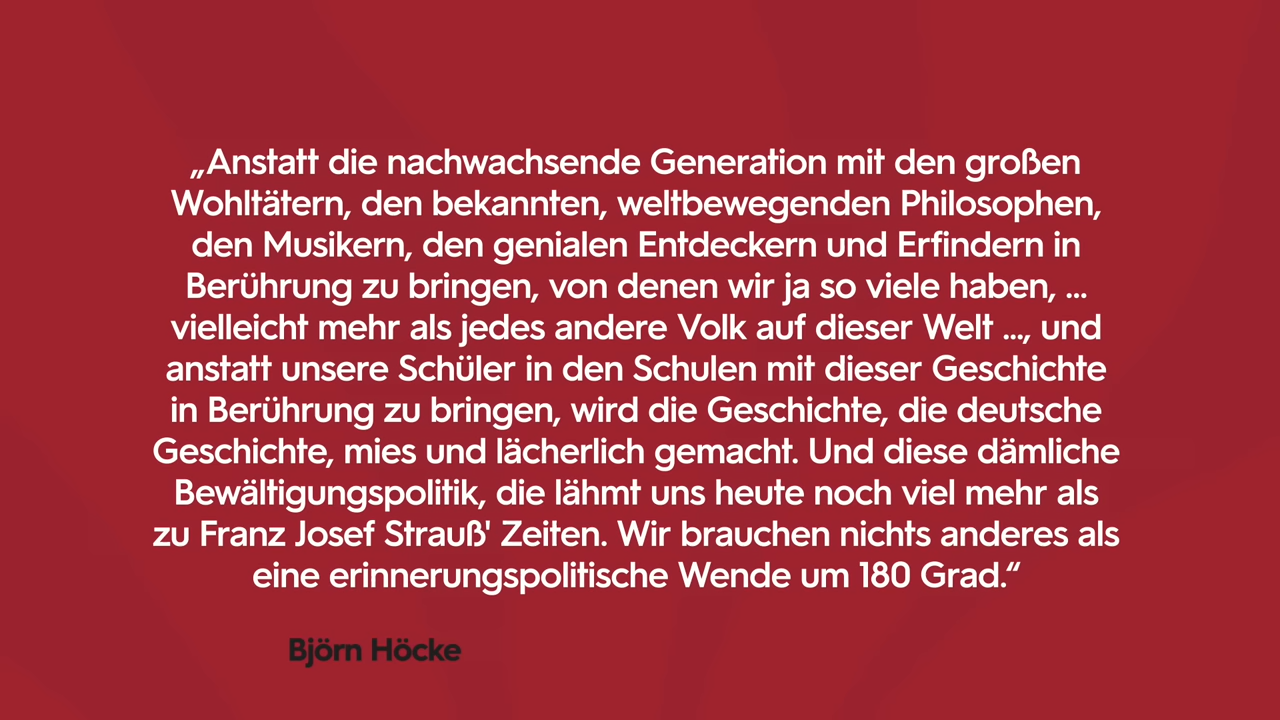 „Anstatt die nachwachsende Generation mit den großen
Wohltätern, den bekannten, weltbewegenden Philosophen,
den Musikern, den genialen Entdeckern und Erfindern in
Berührung zu bringen, von denen wir ja so viele haben, ...
vielleicht mehr als jedes andere Volk auf dieser Welt ..., und
anstatt unsere Schüler in den Schulen mit dieser Geschichte
in Berührung zu bringen, wird die Geschichte, die deutsche
Geschichte, mies und lächerlich gemacht. Und diese dämliche
Bewältigungspolitik, die lähmt uns heute noch viel mehr als
zu Franz Josef Strauß' Zeiten. Wir brauchen nichts anderes als
eine erinnerungspolitische Wende um 180 Grad.“
Björn Höcke